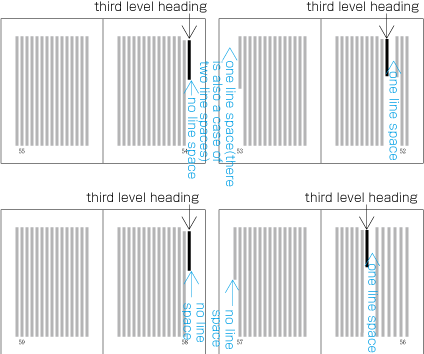 third level heading
third level heading
no line space
one line space(there
is also a case of
two line spaces)
one line space
55
54
53
52
third level heading
third level heading
no line
space
no line
space
one line space
59
58
57
56